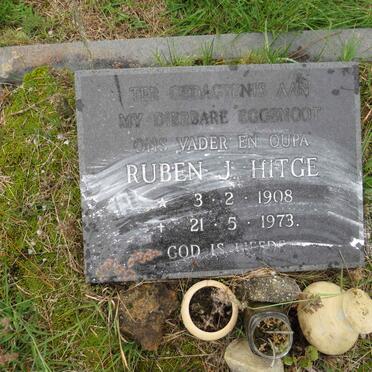 TER GEDAGTENIS AAN
MY DIERBARE EGGENOOT
ONS VADER EN OUPA
RUBEN J. HITGE
★ 3·2·1908
+ 21·5·1973.
GOD IS LIEFDE